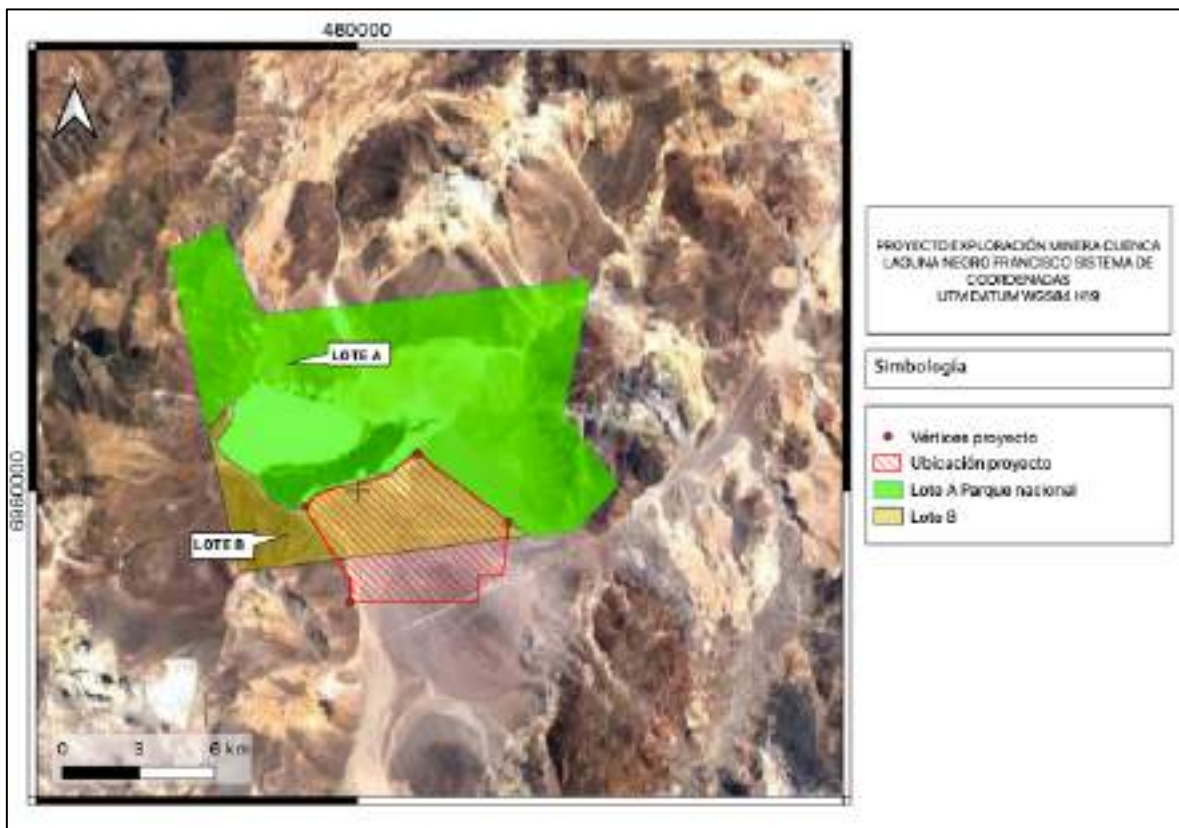 480000
N
LOTE A
LOTE B
6980000
0 3 6 km
PROYECTO EXPLORACIÓN MINERA CUENCA
LAGUNA NEGRO FRANCISCO SISTEMA DE
COORDENADAS
UTM DATUM WGS84 H19
Simbología
Vértices proyecto
Ubicación proyecto
Lote A Parque nacional
Lote B